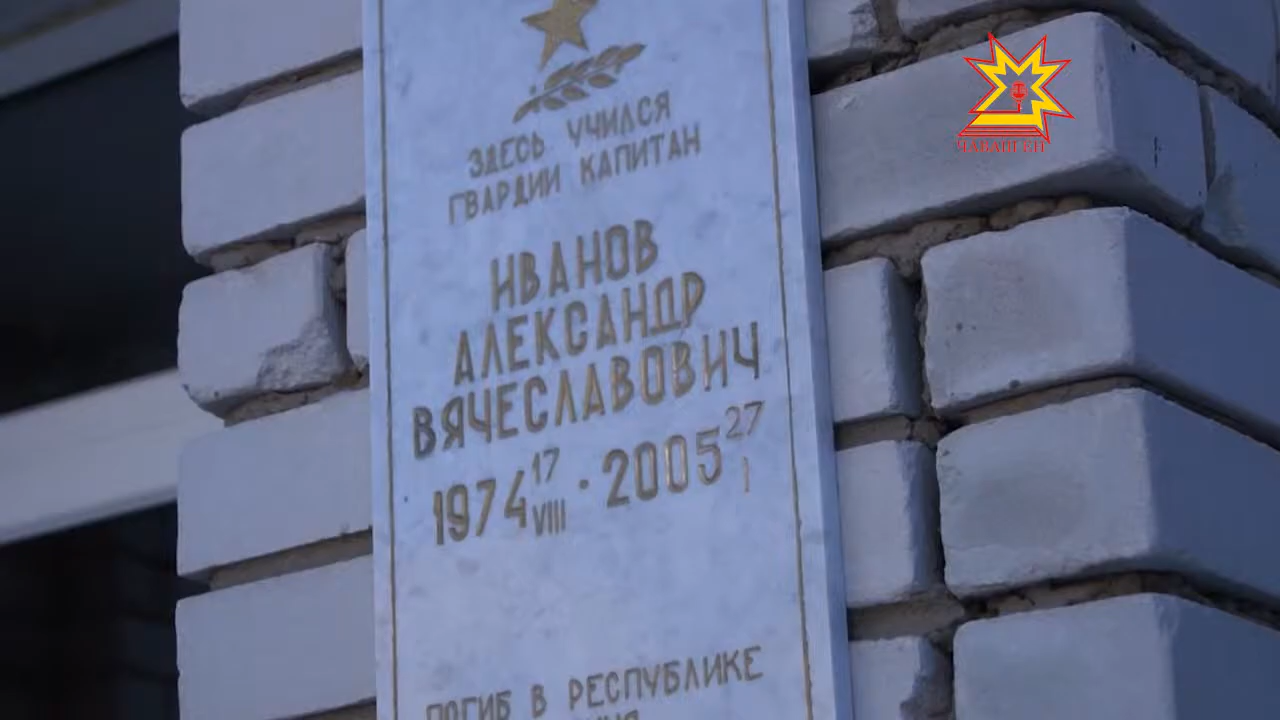 ЗДЕСЬ УЧИЛСЯ
ГВАРДИИ КАПИТАН
ИВАНОВ
АЛЕКСАНДР
ВЯЧЕСЛАВОВИЧ
1974 17 VIII · 2005 27 I
ПОГИБ В РЕСПУБЛИКЕ